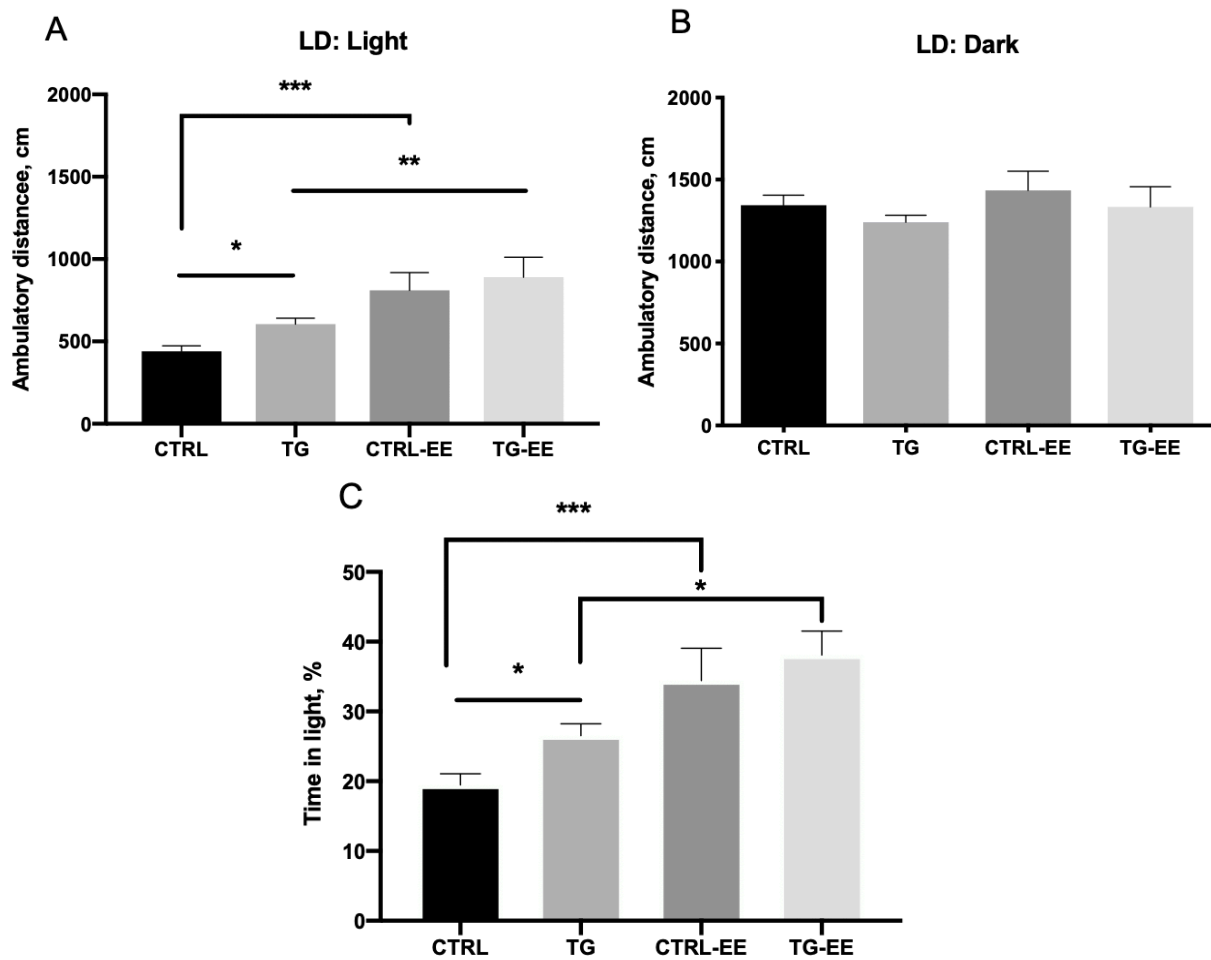 A
LD: Light
***
**
*
Ambulatory distancee, cm
2000
1500
1000
500
0
CTRL TG CTRL-EE TG-EE
B
LD: Dark
Ambulatory distance, cm
2000
1500
1000
500
0
CTRL TG CTRL-EE TG-EE
C
***
*
*
Time in light, %
50
40
30
20
10
0
CTRL TG CTRL-EE TG-EE